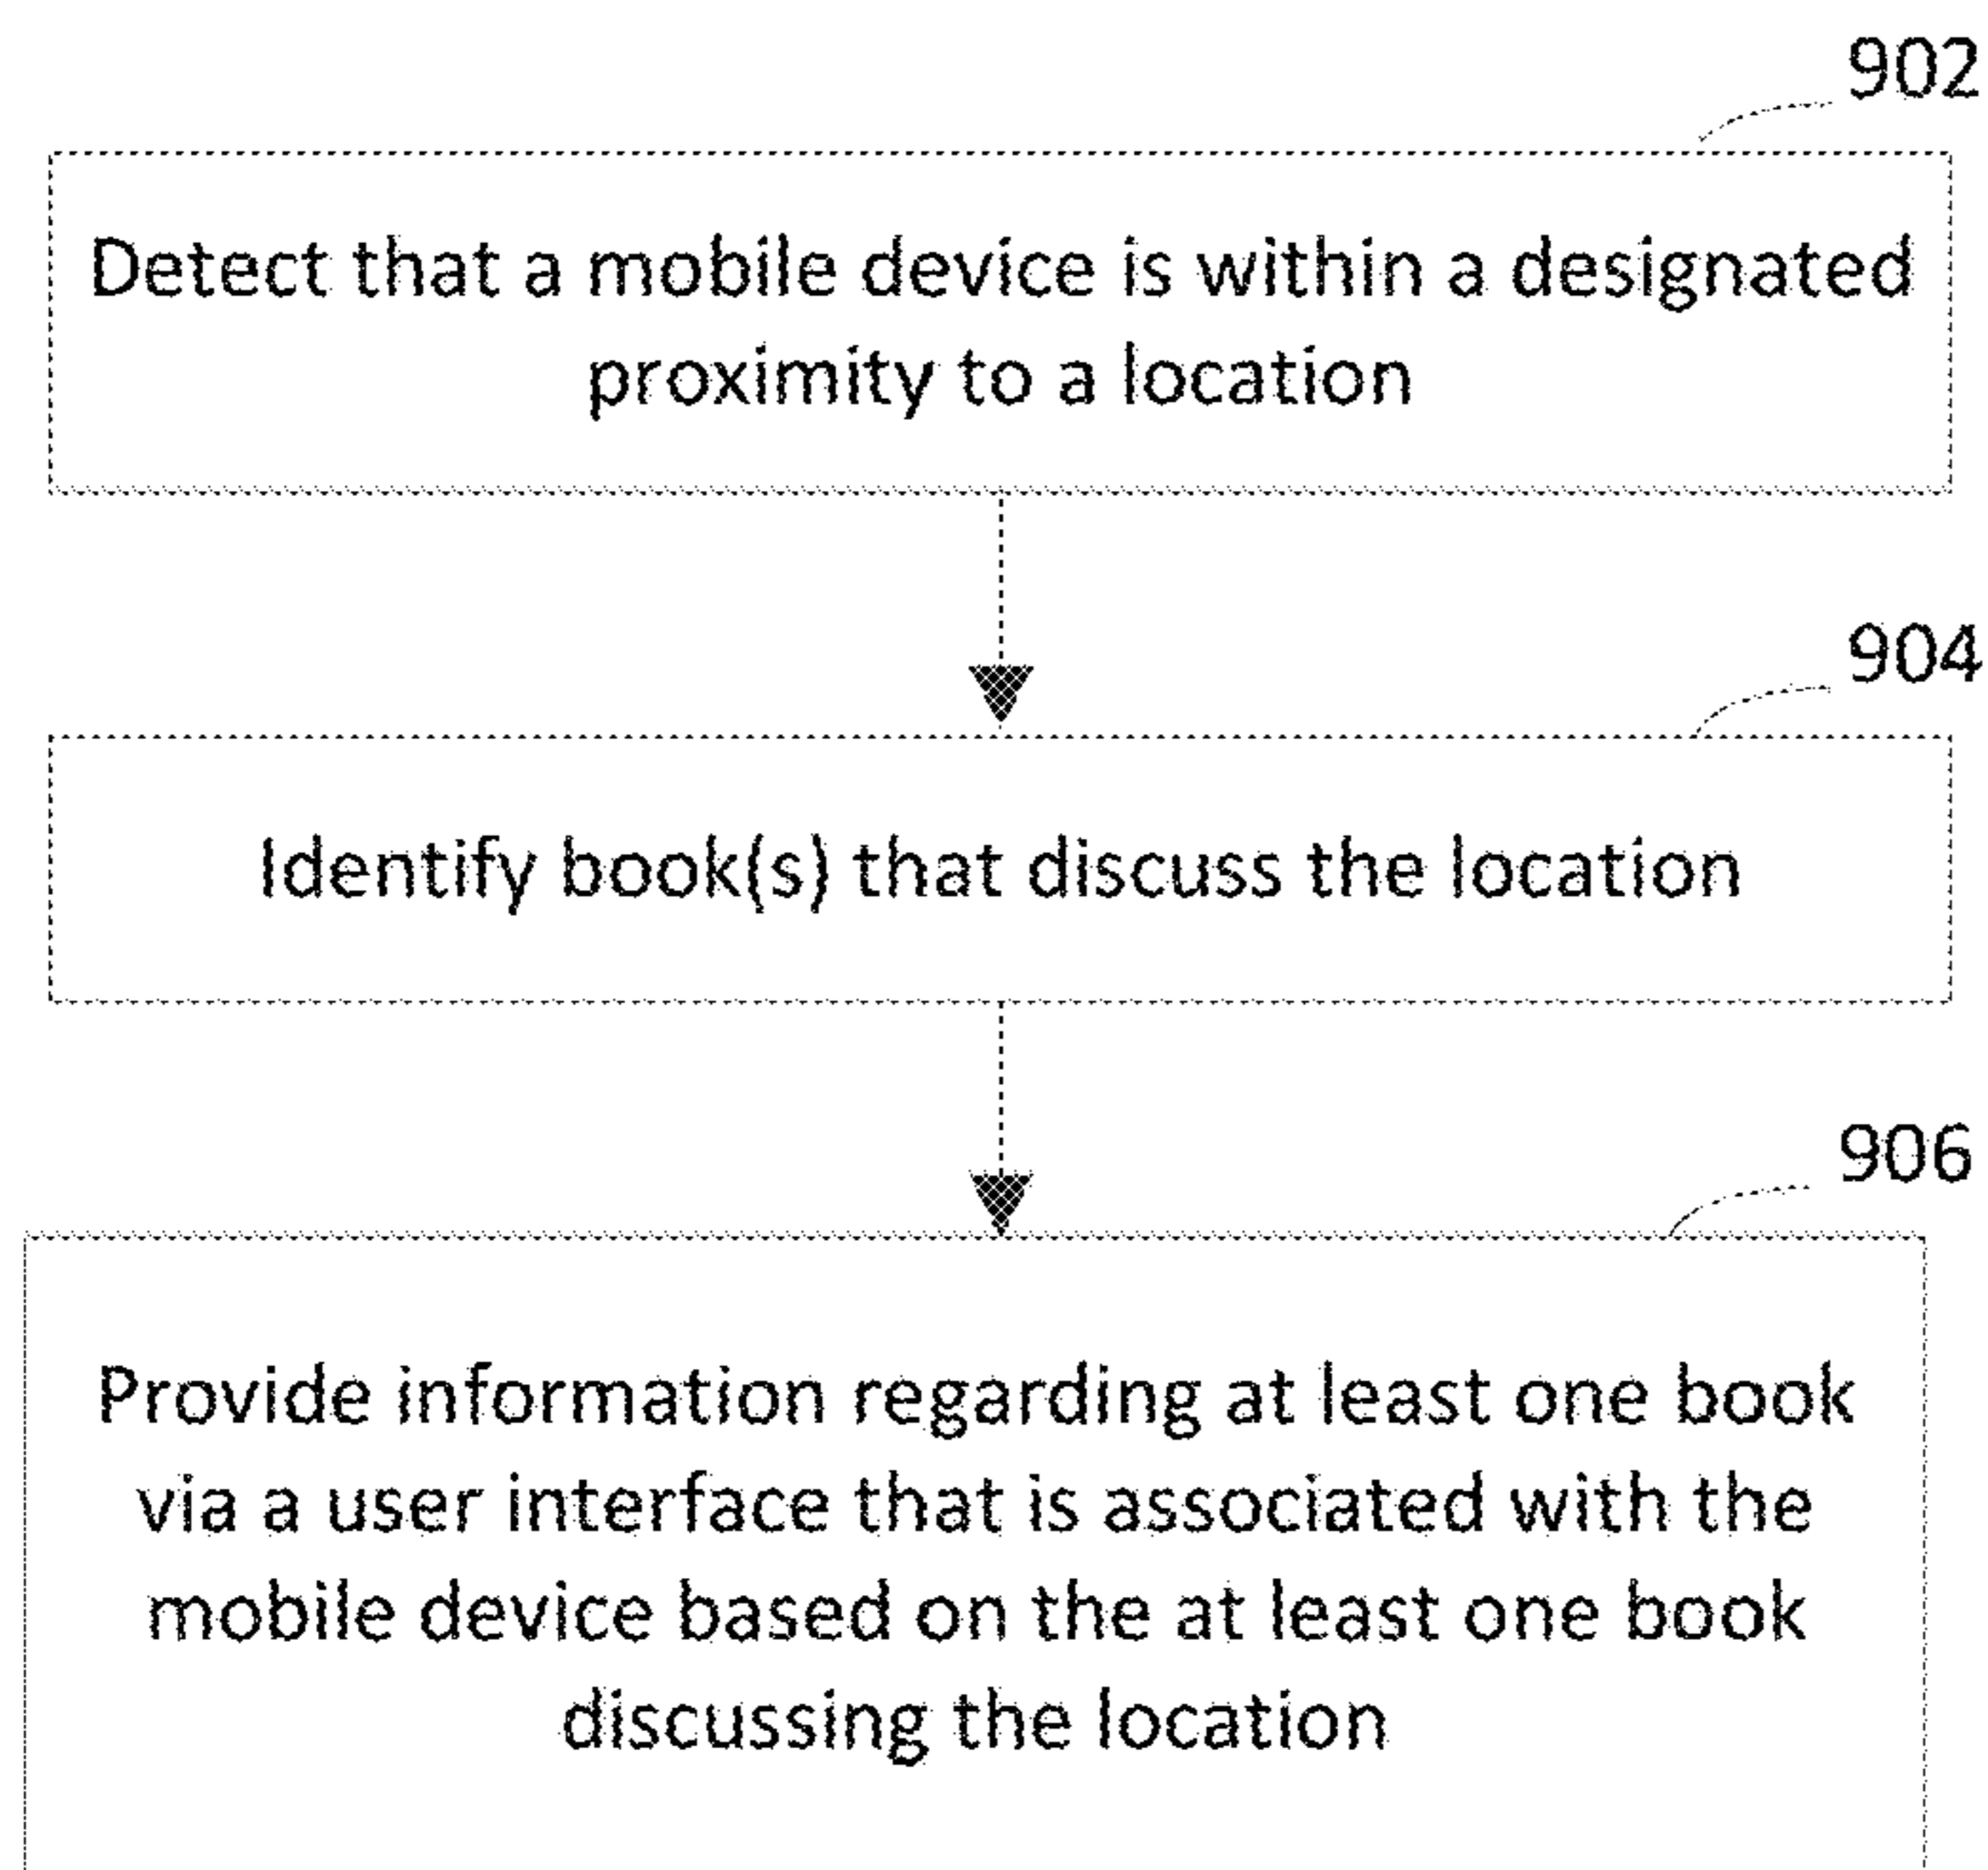 902
Detect that a mobile device is within a designated
proximity to a location
904
Identify book(s) that discuss the location
906
Provide information regarding at least one book
via a user interface that is associated with the
mobile device based on the at least one book
discussing the location